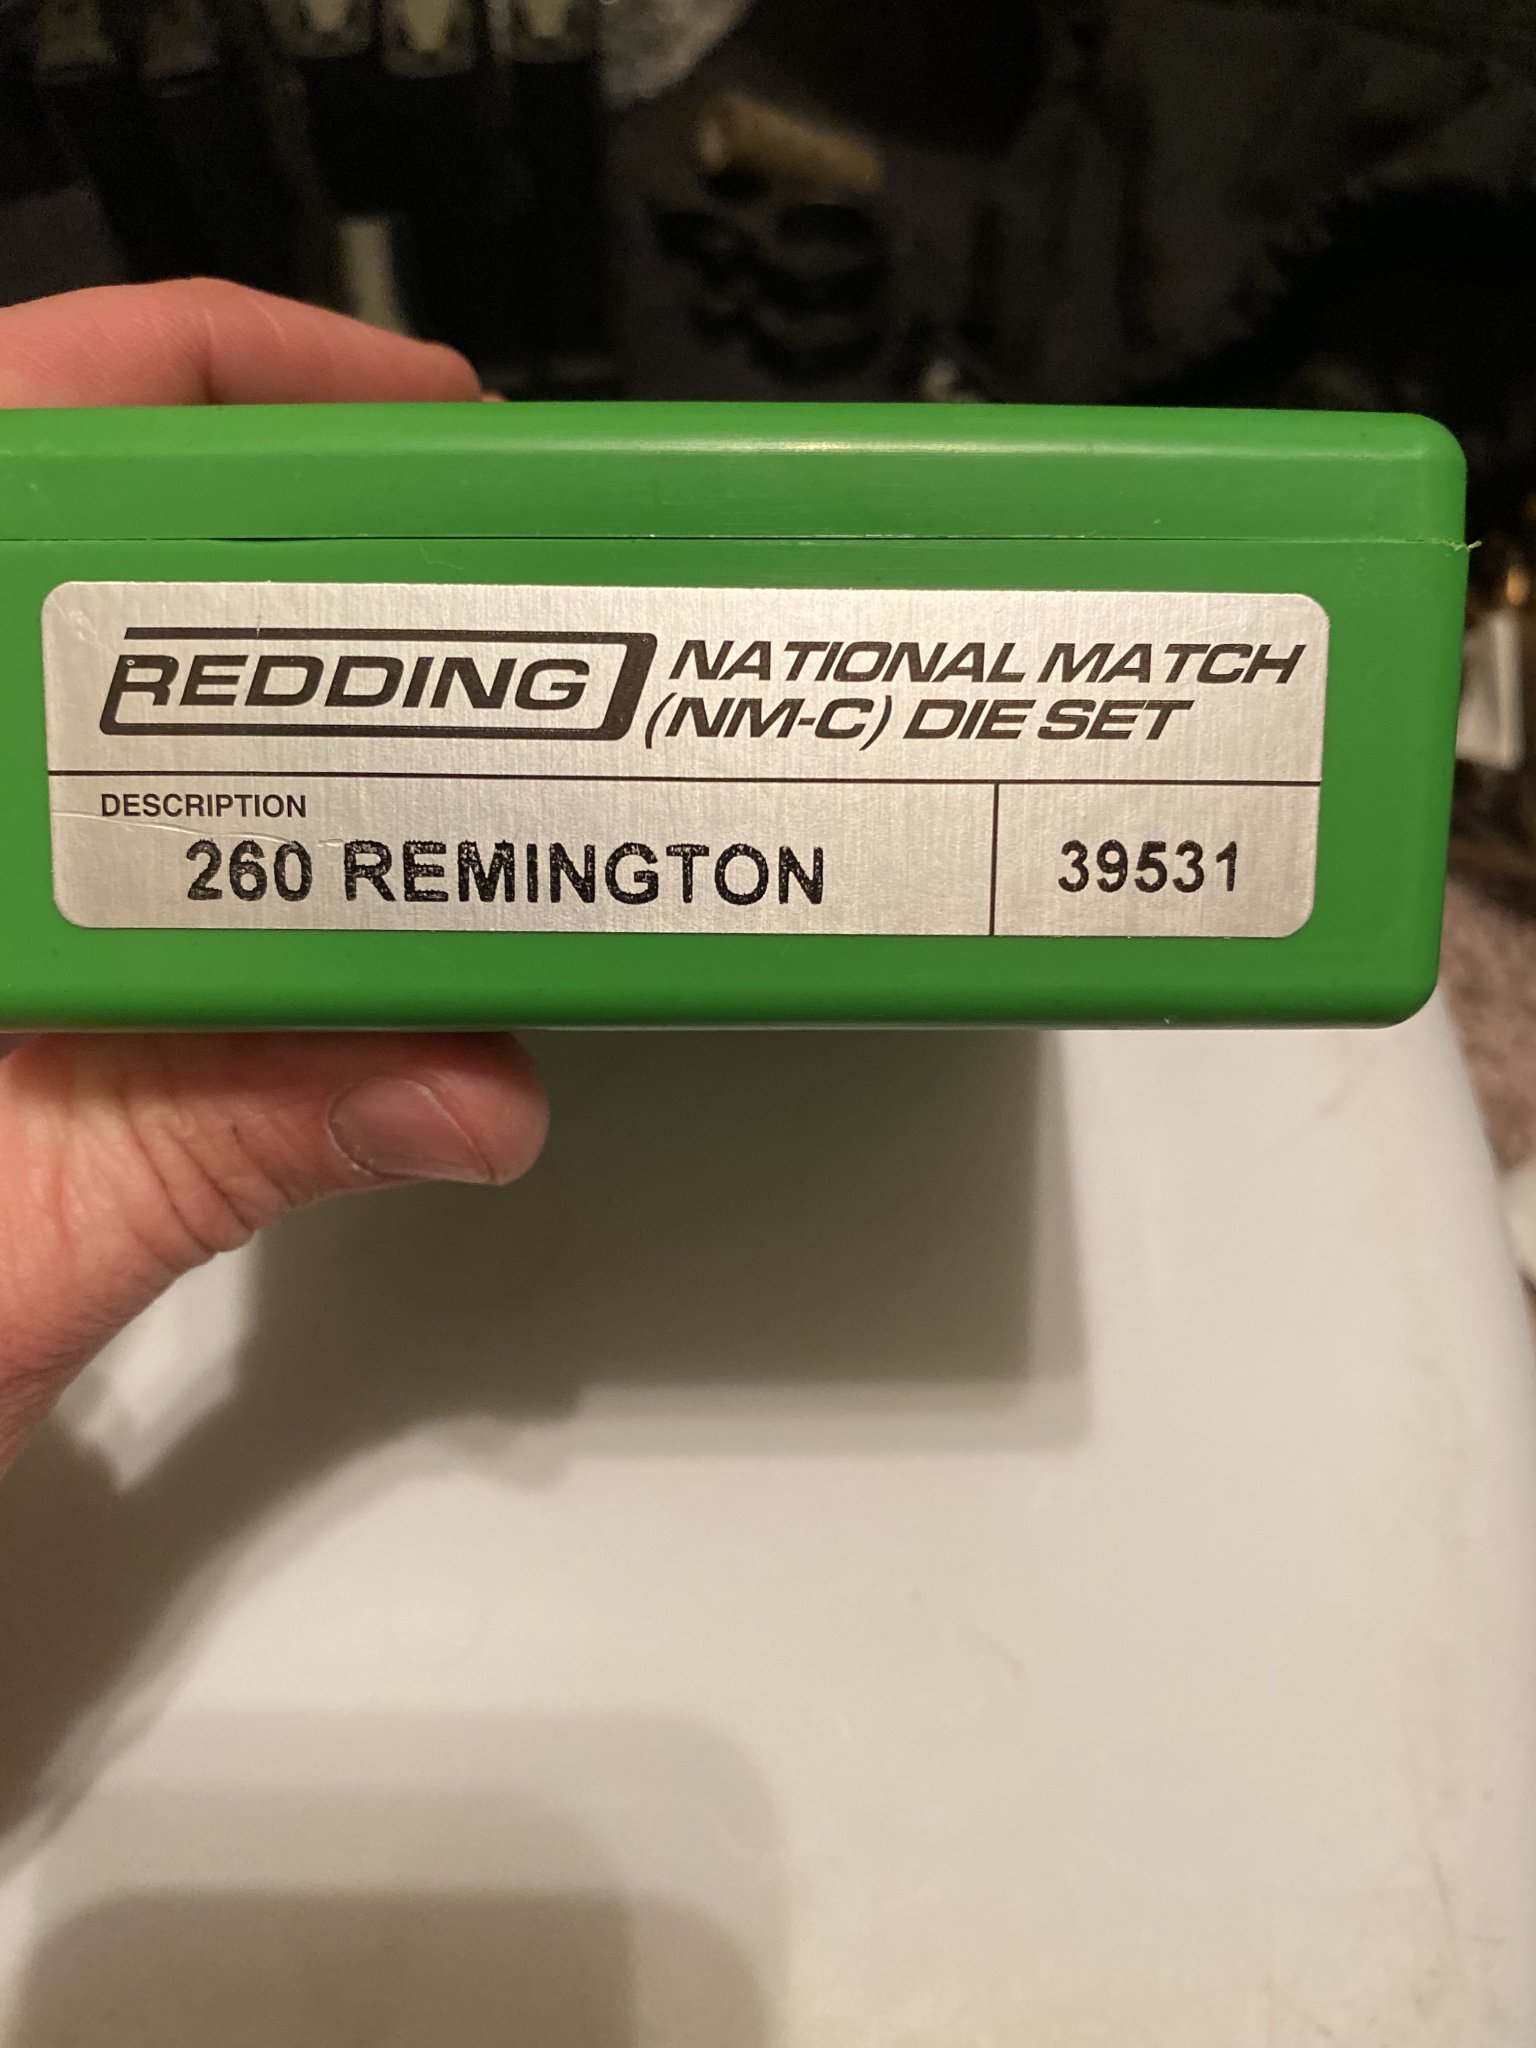 REDDING NATIONAL MATCH
(NM-C) DIE SET
DESCRIPTION
260 REMINGTON 39531